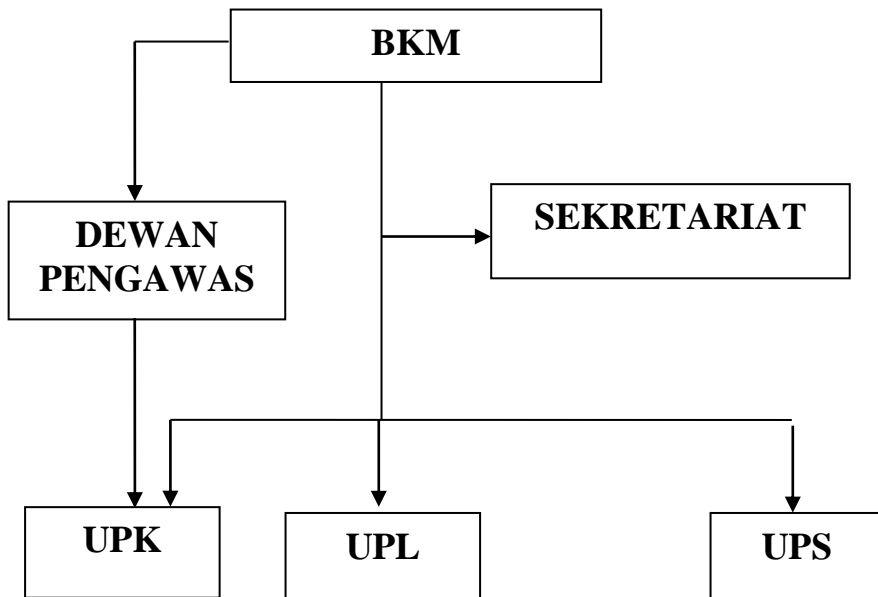 BKM
DEWAN
PENGAWAS
SEKRETARIAT
UPK
UPL
UPS